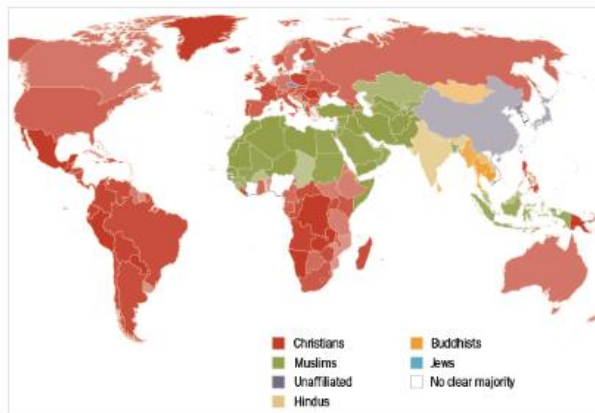 Christians
Muslims
Unaffiliated
Hindus
Buddhists
Jews
No clear majority